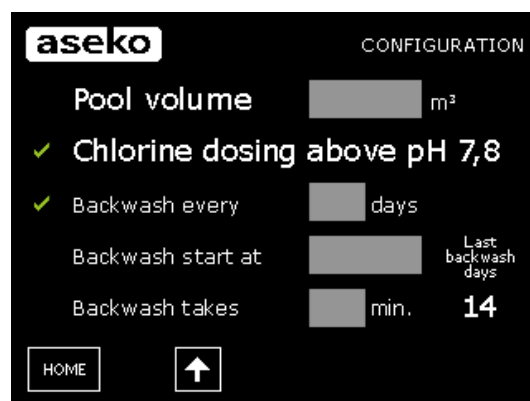 aseko
CONFIGURATION
Pool volume m³
Chlorine dosing above pH 7,8
Backwash every days
Backwash start at
Last
backwash
days
Backwash takes min. 14
HOME